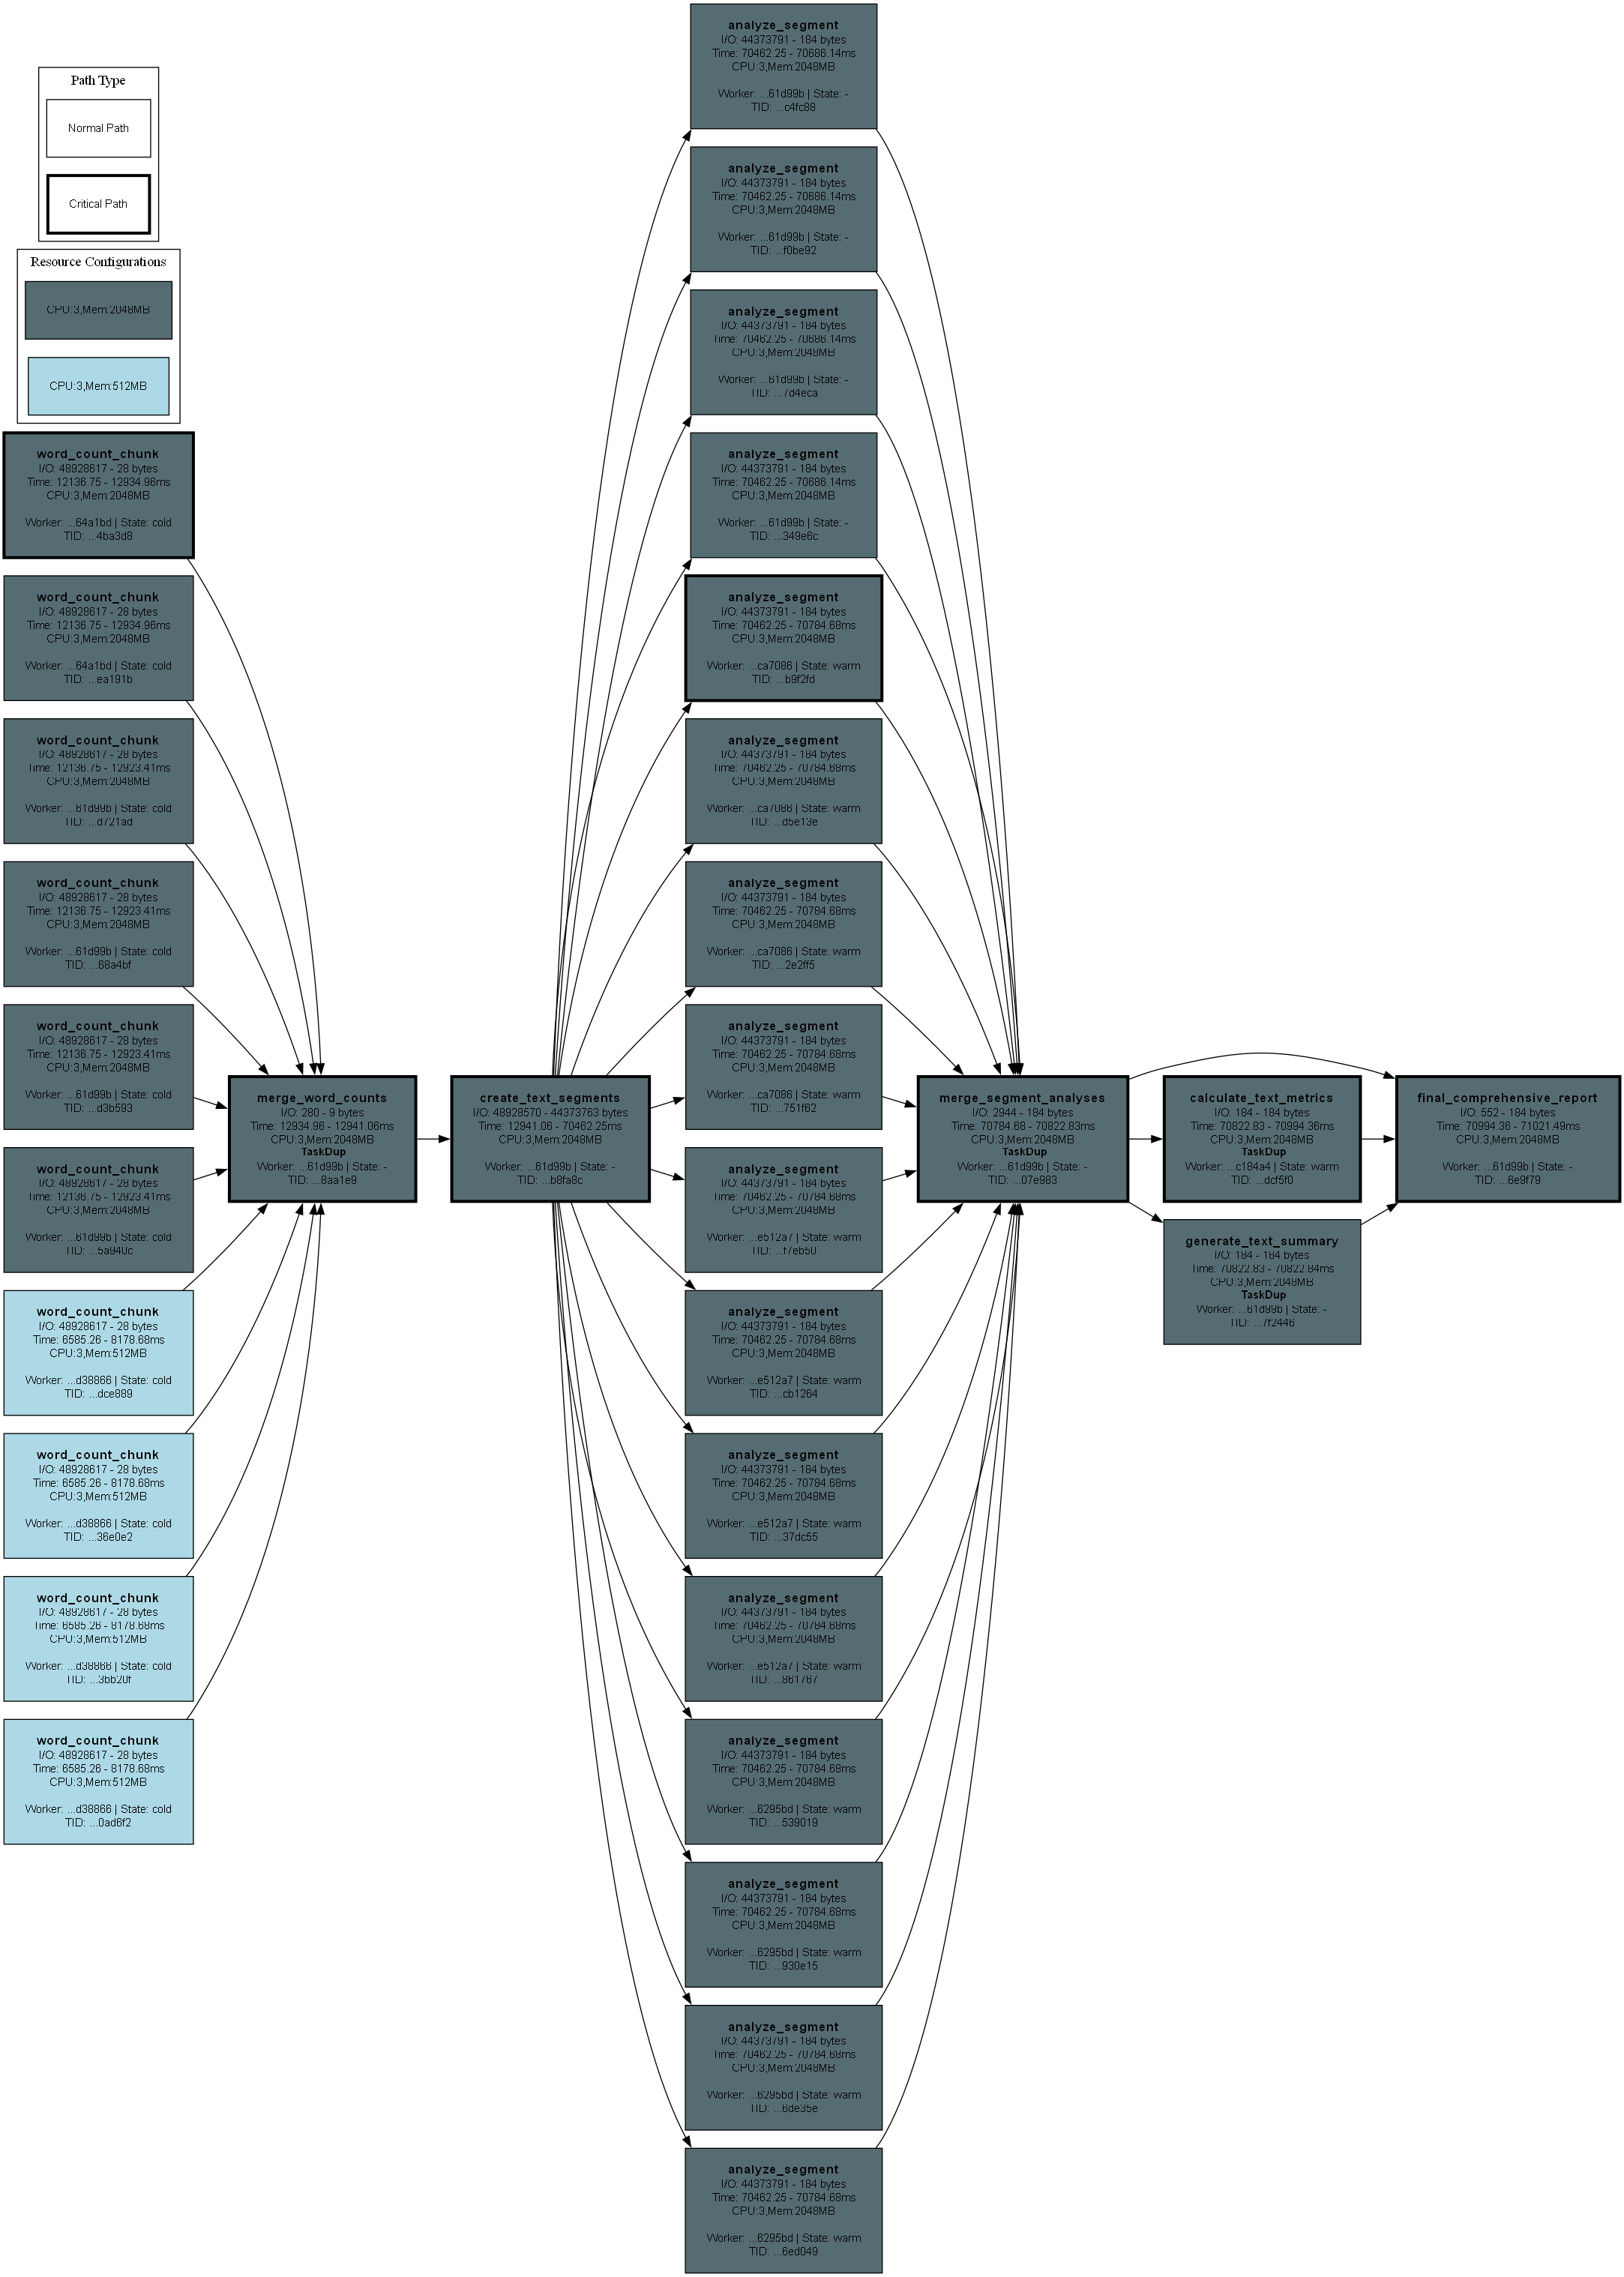 Path Type
Normal Path
Critical Path
Resource Configurations
CPU:3,Mem:2048MB
CPU:3,Mem:512MB
word_count_chunk
I/O: 48928617 - 28 bytes
Time: 12136.75 - 12934.96ms
CPU:3,Mem:2048MB
Worker: ...64a1bd | State: cold
TID: ...4ba3d8
word_count_chunk
I/O: 48928617 - 28 bytes
Time: 12136.75 - 12934.96ms
CPU:3,Mem:2048MB
Worker: ...64a1bd | State: cold
TID: ...ea191b
word_count_chunk
I/O: 48928617 - 28 bytes
Time: 12136.75 - 12923.41ms
CPU:3,Mem:2048MB
Worker: ...61d99b | State: cold
TID: ...d721ad
word_count_chunk
I/O: 48928617 - 28 bytes
Time: 12136.75 - 12923.41ms
CPU:3,Mem:2048MB
Worker: ...61d99b | State: cold
TID: ...68a4bf
word_count_chunk
I/O: 48928617 - 28 bytes
Time: 12136.75 - 12923.41ms
CPU:3,Mem:2048MB
Worker: ...61d99b | State: cold
TID: ...d3b593
word_count_chunk
I/O: 48928617 - 28 bytes
Time: 12136.75 - 12923.41ms
CPU:3,Mem:2048MB
Worker: ...61d99b | State: cold
TID: ...5a940c
word_count_chunk
I/O: 48928617 - 28 bytes
Time: 6585.26 - 8178.68ms
CPU:3,Mem:512MB
Worker: ...d38866 | State: cold
TID: ...dce889
word_count_chunk
I/O: 48928617 - 28 bytes
Time: 6585.26 - 8178.68ms
CPU:3,Mem:512MB
Worker: ...d38866 | State: cold
TID: ...36e0e2
word_count_chunk
I/O: 48928617 - 28 bytes
Time: 6585.26 - 8178.68ms
CPU:3,Mem:512MB
Worker: ...d38866 | State: cold
TID: ...3bb20f
word_count_chunk
I/O: 48928617 - 28 bytes
Time: 6585.26 - 8178.68ms
CPU:3,Mem:512MB
Worker: ...d38866 | State: cold
TID: ...0ad6f2
merge_word_counts
I/O: 280 - 9 bytes
Time: 12934.96 - 12941.06ms
CPU:3,Mem:2048MB
TaskDup
Worker: ...61d99b | State: -
TID: ...8aa1e9
create_text_segments
I/O: 48928570 - 44373763 bytes
Time: 12941.06 - 70462.25ms
CPU:3,Mem:2048MB
Worker: ...61d99b | State: -
TID: ...b8fa8c
analyze_segment
I/O: 44373791 - 184 bytes
Time: 70462.25 - 70686.14ms
CPU:3,Mem:2048MB
Worker: ...61d99b | State: -
TID: ...c4fc88
analyze_segment
I/O: 44373791 - 184 bytes
Time: 70462.25 - 70686.14ms
CPU:3,Mem:2048MB
Worker: ...61d99b | State: -
TID: ...f0be92
analyze_segment
I/O: 44373791 - 184 bytes
Time: 70462.25 - 70686.14ms
CPU:3,Mem:2048MB
Worker: ...61d99b | State: -
TID: ...7d4eca
analyze_segment
I/O: 44373791 - 184 bytes
Time: 70462.25 - 70686.14ms
CPU:3,Mem:2048MB
Worker: ...61d99b | State: -
TID: ...349e6c
analyze_segment
I/O: 44373791 - 184 bytes
Time: 70462.25 - 70784.68ms
CPU:3,Mem:2048MB
Worker: ...ca7086 | State: warm
TID: ...b9f2fd
analyze_segment
I/O: 44373791 - 184 bytes
Time: 70462.25 - 70784.68ms
CPU:3,Mem:2048MB
Worker: ...ca7086 | State: warm
TID: ...d5e13e
analyze_segment
I/O: 44373791 - 184 bytes
Time: 70462.25 - 70784.68ms
CPU:3,Mem:2048MB
Worker: ...ca7086 | State: warm
TID: ...2e2ff5
analyze_segment
I/O: 44373791 - 184 bytes
Time: 70462.25 - 70784.68ms
CPU:3,Mem:2048MB
Worker: ...ca7086 | State: warm
TID: ...751f62
analyze_segment
I/O: 44373791 - 184 bytes
Time: 70462.25 - 70784.68ms
CPU:3,Mem:2048MB
Worker: ...e512a7 | State: warm
TID: ...f7eb50
analyze_segment
I/O: 44373791 - 184 bytes
Time: 70462.25 - 70784.68ms
CPU:3,Mem:2048MB
Worker: ...e512a7 | State: warm
TID: ...cb1264
analyze_segment
I/O: 44373791 - 184 bytes
Time: 70462.25 - 70784.68ms
CPU:3,Mem:2048MB
Worker: ...e512a7 | State: warm
TID: ...37dc55
analyze_segment
I/O: 44373791 - 184 bytes
Time: 70462.25 - 70784.68ms
CPU:3,Mem:2048MB
Worker: ...e512a7 | State: warm
TID: ...861767
analyze_segment
I/O: 44373791 - 184 bytes
Time: 70462.25 - 70784.68ms
CPU:3,Mem:2048MB
Worker: ...6295bd | State: warm
TID: ...539019
analyze_segment
I/O: 44373791 - 184 bytes
Time: 70462.25 - 70784.68ms
CPU:3,Mem:2048MB
Worker: ...6295bd | State: warm
TID: ...930e15
analyze_segment
I/O: 44373791 - 184 bytes
Time: 70462.25 - 70784.68ms
CPU:3,Mem:2048MB
Worker: ...6295bd | State: warm
TID: ...6de35e
analyze_segment
I/O: 44373791 - 184 bytes
Time: 70462.25 - 70784.68ms
CPU:3,Mem:2048MB
Worker: ...6295bd | State: warm
TID: ...6ed049
merge_segment_analyses
I/O: 2944 - 184 bytes
Time: 70784.68 - 70822.83ms
CPU:3,Mem:2048MB
TaskDup
Worker: ...61d99b | State: -
TID: ...07e983
calculate_text_metrics
I/O: 184 - 184 bytes
Time: 70822.83 - 70994.36ms
CPU:3,Mem:2048MB
TaskDup
Worker: ...c184a4 | State: warm
TID: ...dcf5f0
generate_text_summary
I/O: 184 - 184 bytes
Time: 70822.83 - 70822.84ms
CPU:3,Mem:2048MB
TaskDup
Worker: ...61d99b | State: -
TID: ...7f2446
final_comprehensive_report
I/O: 552 - 184 bytes
Time: 70994.36 - 71021.49ms
CPU:3,Mem:2048MB
Worker: ...61d99b | State: -
TID: ...6e9f79